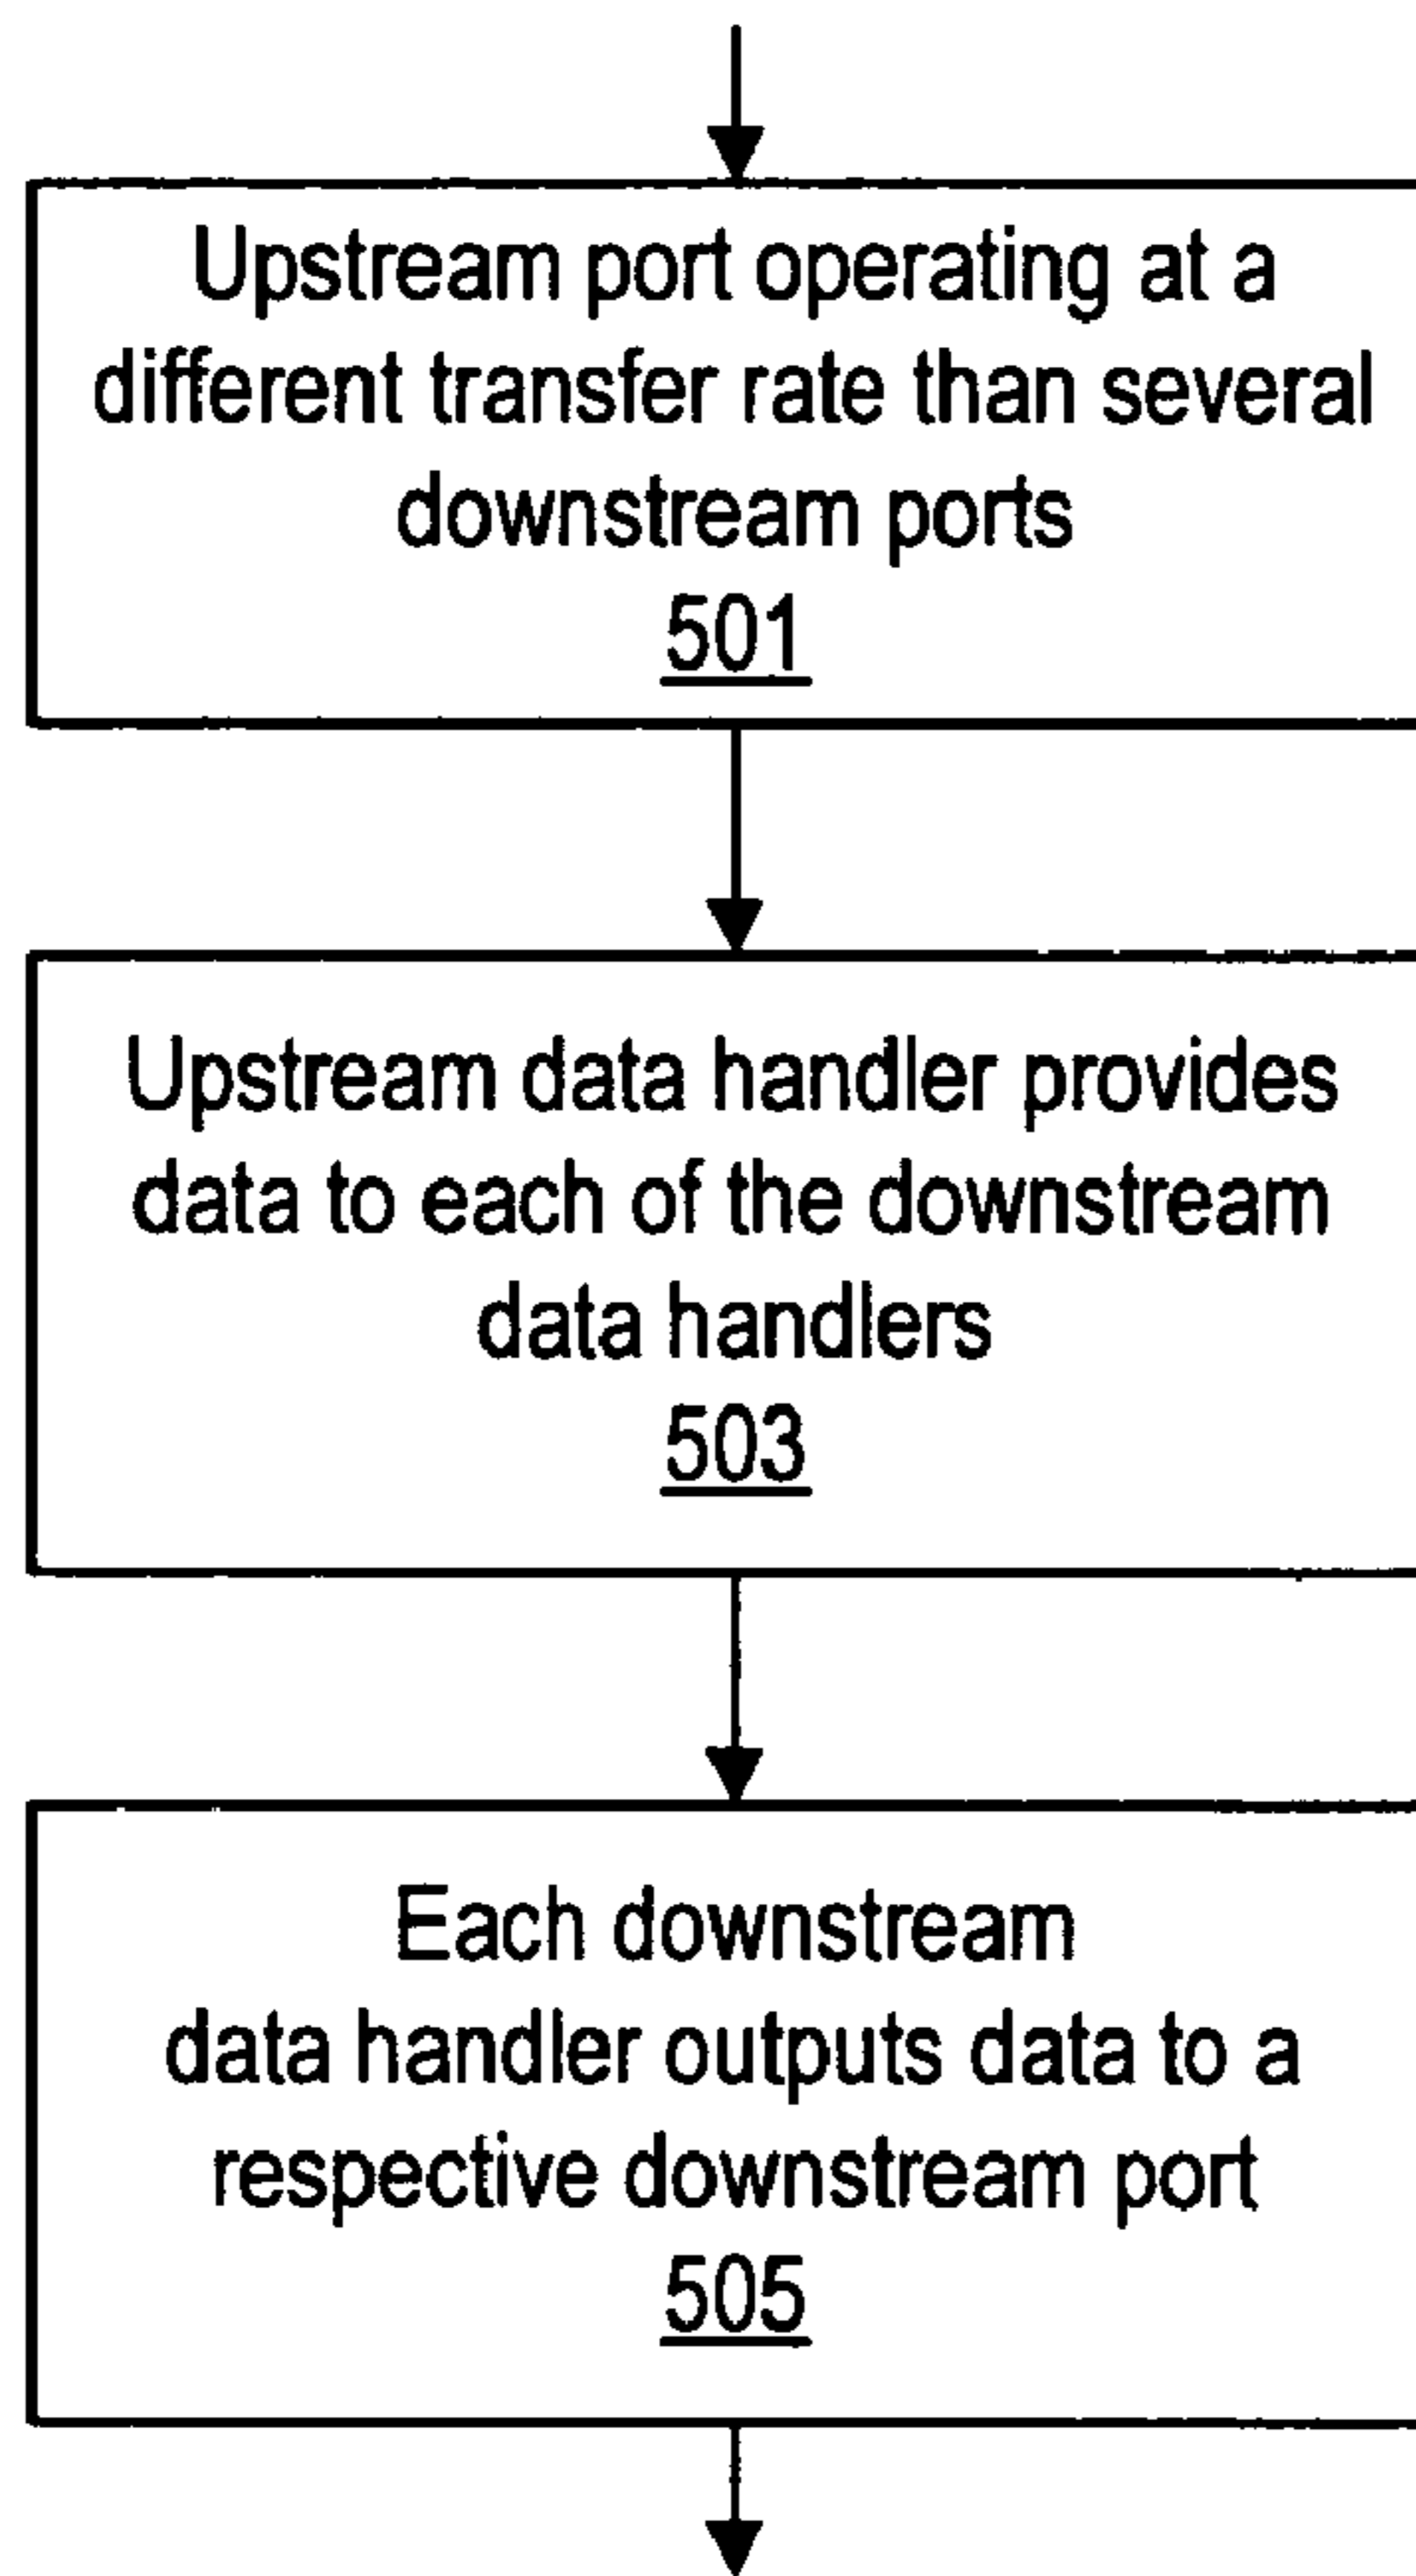 Upstream port operating at a
different transfer rate than several
downstream ports
501
Upstream data handler provides
data to each of the downstream
data handlers
503
Each downstream
data handler outputs data to a
respective downstream port
505